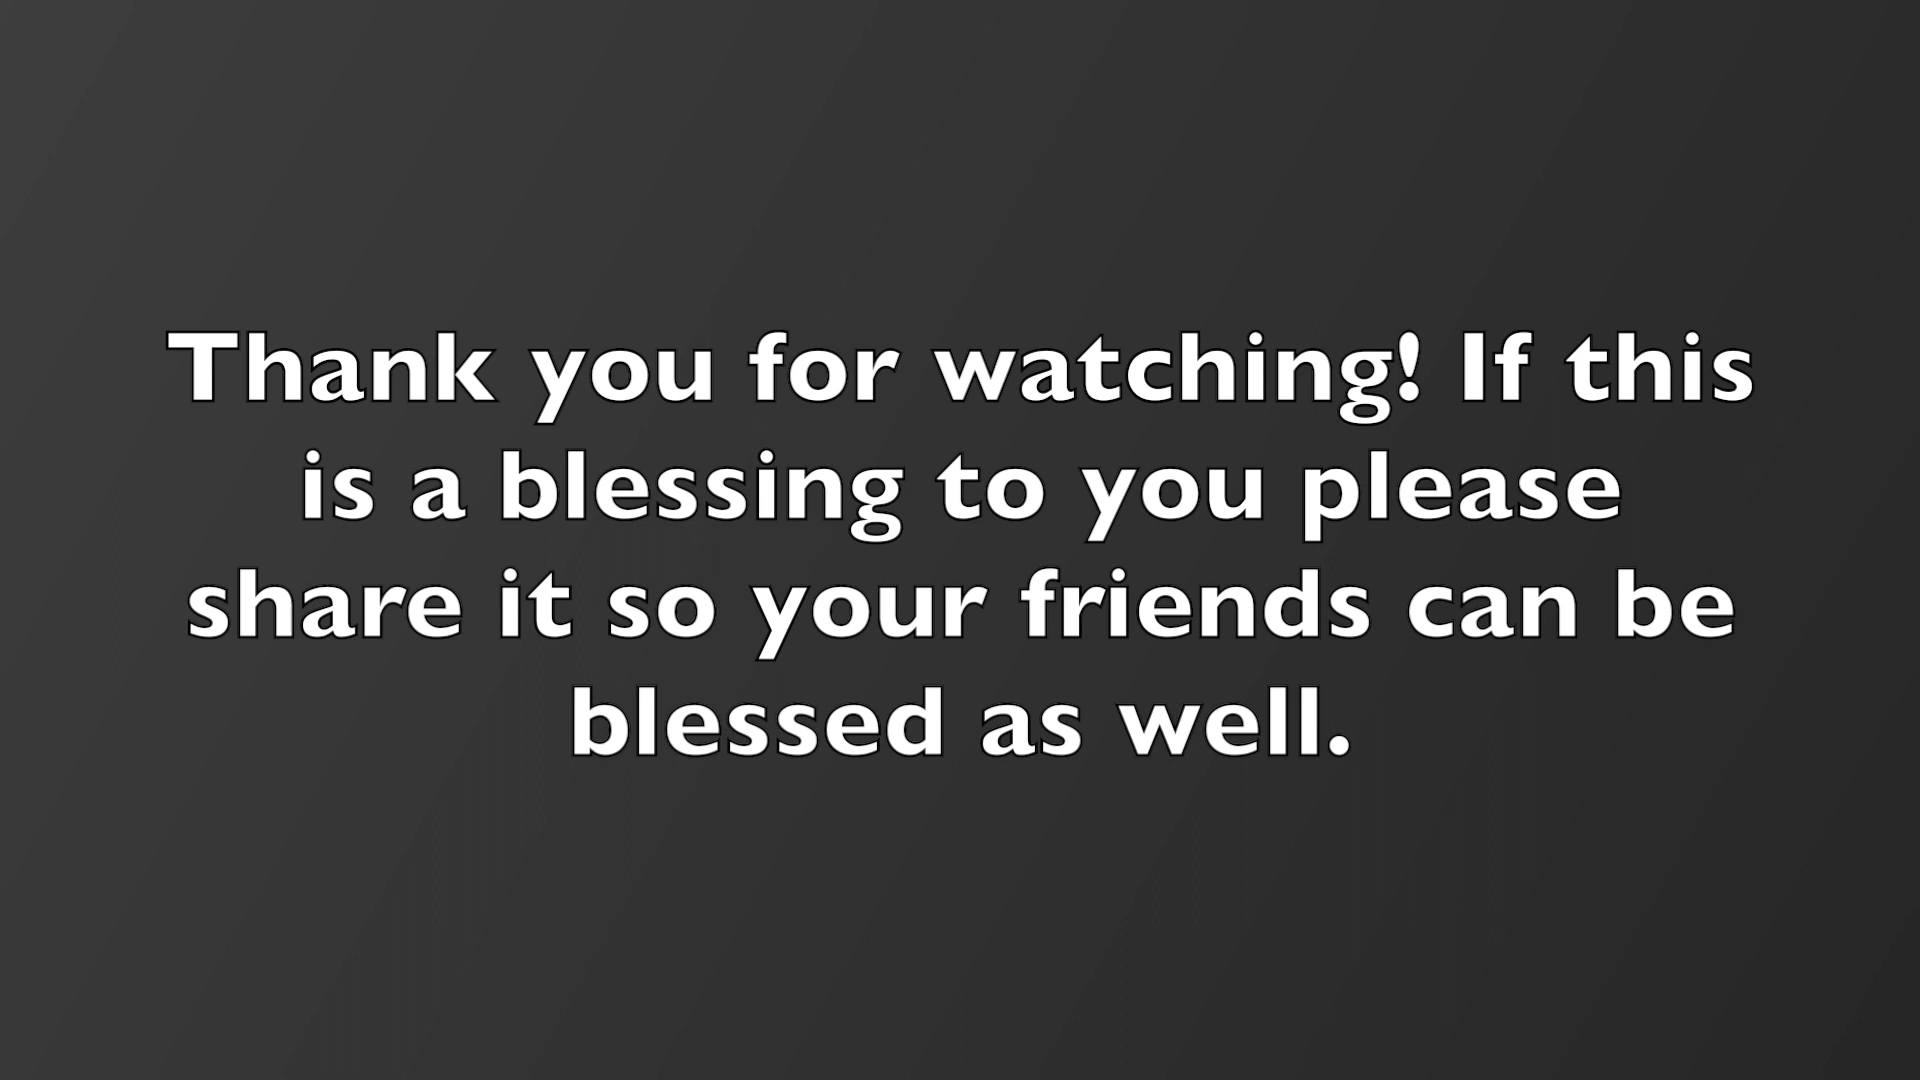 Thank you for watching! If this
is a blessing to you please
share it so your friends can be
blessed as well.